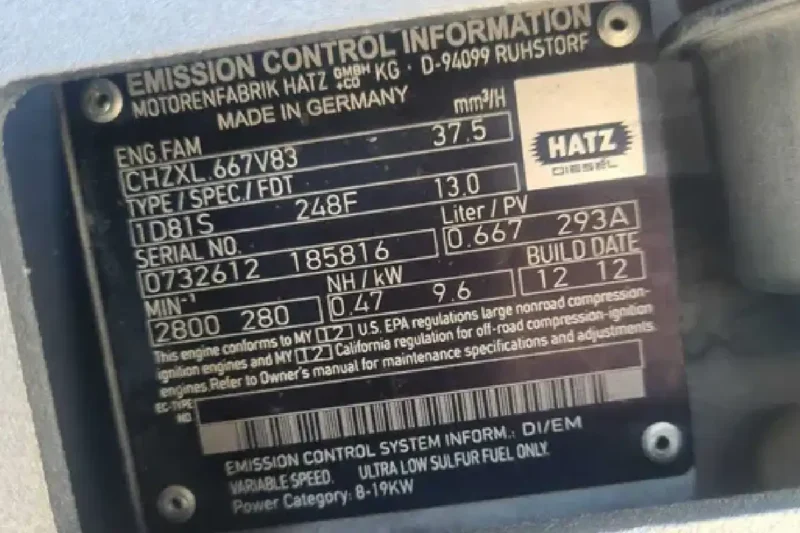 EMISSION CONTROL INFORMATION
MOTORENFABRIK HATZ GMBH +CO KG · D-94099 RUHSTORF
MADE IN GERMANY
ENG.FAM mm³/H
CHZXL.667V83 37.5
HATZ
DIESEL
TYPE / SPEC / FDT
1D81S 248F 13.0
SERIAL NO. Liter / PV
0732612 185816 0.667 293A
MIN⁻¹ NH / kW BUILD DATE
2800 280 0.47 9.6 12 12
This engine conforms to MY 12 U.S. EPA regulations large nonroad compression-
ignition engines and MY 12 California regulation for off-road compression-ignition
engines. Refer to Owner's manual for maintenance specifications and adjustments.
EC-TYPE
NO.
EMISSION CONTROL SYSTEM INFORM.: DI/EM
VARIABLE SPEED. ULTRA LOW SULFUR FUEL ONLY.
Power Category: 8-19KW